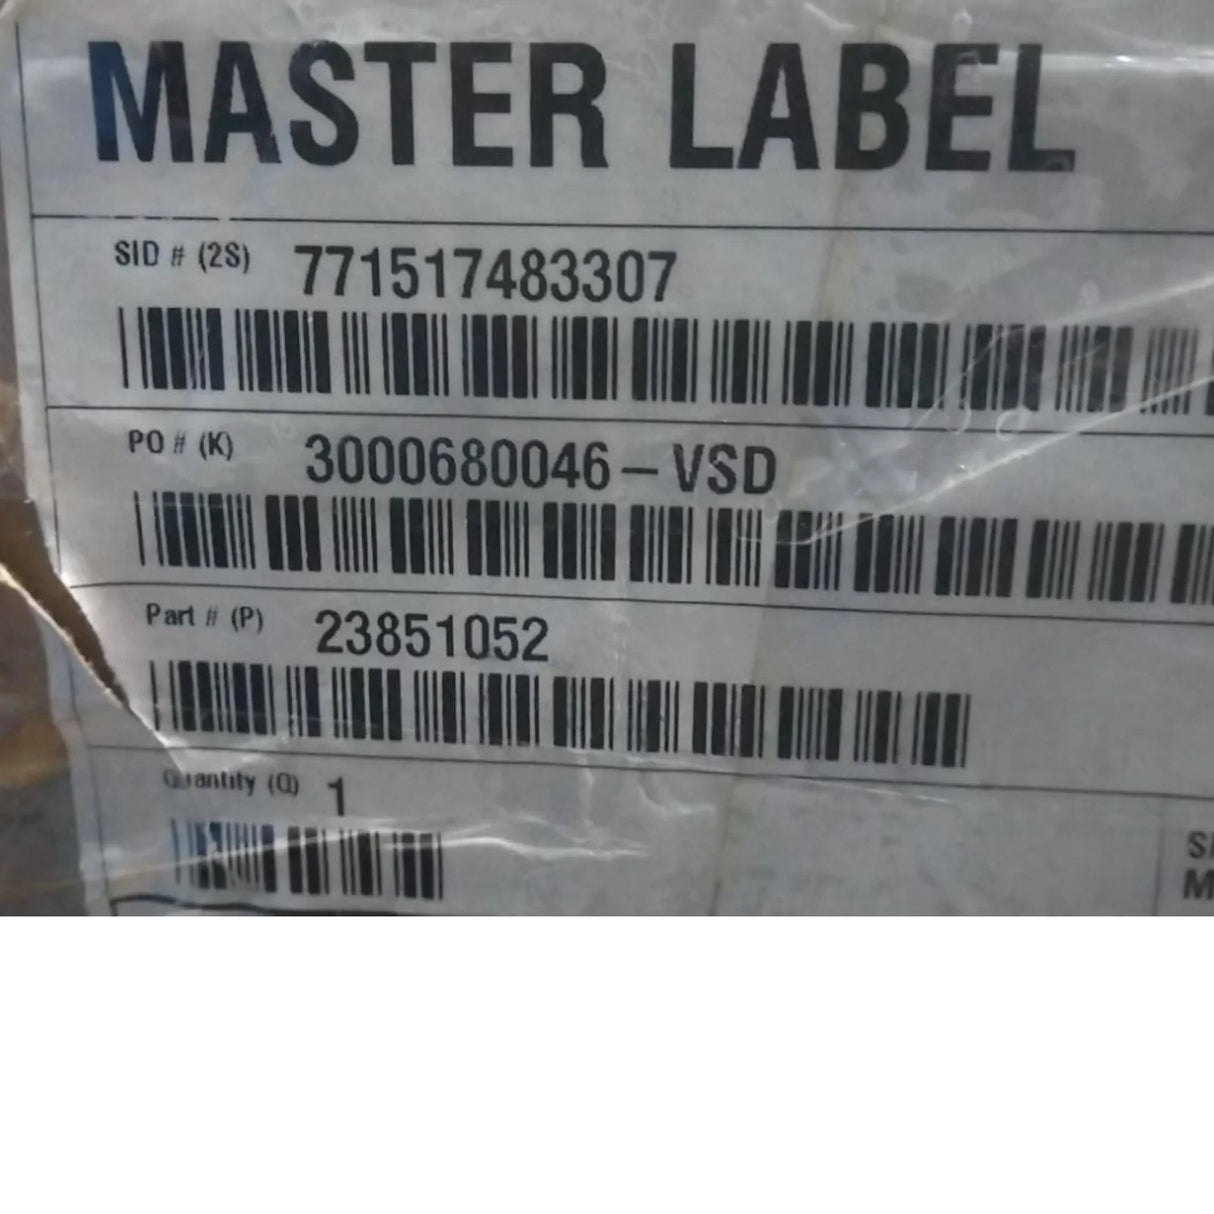 MASTER LABEL
SID # (2S) 771517483307
PO # (K) 3000680046-VSD
Part # (P) 23851052
Quantity (Q) 1